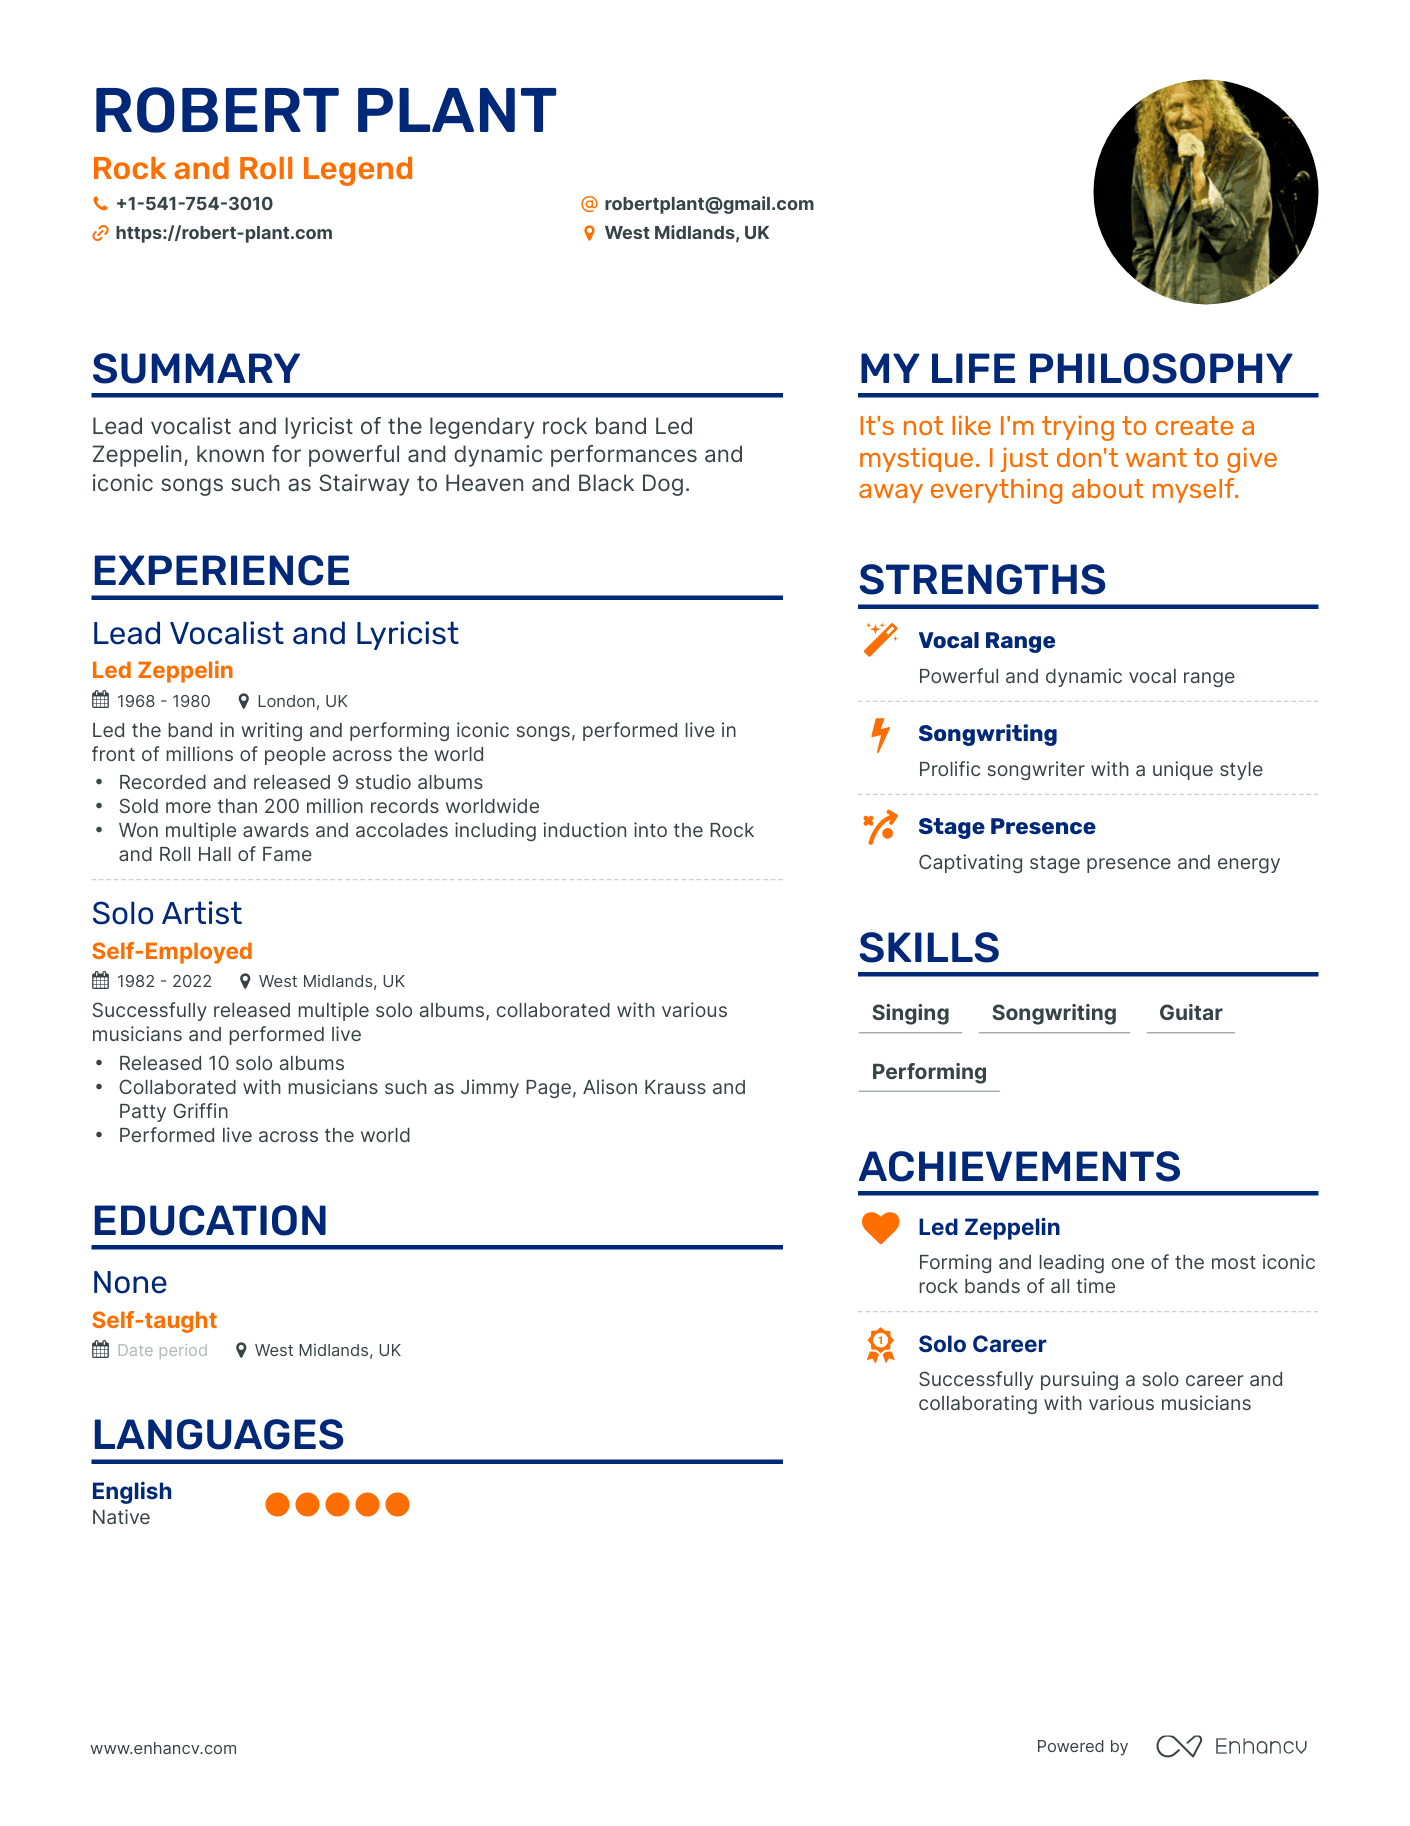 ROBERT PLANT
Rock and Roll Legend
+1-541-754-3010
robertplant@gmail.com
https://robert-plant.com
West Midlands, UK
SUMMARY
Lead vocalist and lyricist of the legendary rock band Led
Zeppelin, known for powerful and dynamic performances and
iconic songs such as Stairway to Heaven and Black Dog.
EXPERIENCE
Lead Vocalist and Lyricist
Led Zeppelin
1968 - 1980 London, UK
Led the band in writing and performing iconic songs, performed live in
front of millions of people across the world
• Recorded and released 9 studio albums
• Sold more than 200 million records worldwide
• Won multiple awards and accolades including induction into the Rock
and Roll Hall of Fame
Solo Artist
Self-Employed
1982 - 2022 West Midlands, UK
Successfully released multiple solo albums, collaborated with various
musicians and performed live
• Released 10 solo albums
• Collaborated with musicians such as Jimmy Page, Alison Krauss and
Patty Griffin
• Performed live across the world
EDUCATION
None
Self-taught
Date period West Midlands, UK
LANGUAGES
English
Native
MY LIFE PHILOSOPHY
It's not like I'm trying to create a
mystique. I just don't want to give
away everything about myself.
STRENGTHS
Vocal Range
Powerful and dynamic vocal range
Songwriting
Prolific songwriter with a unique style
Stage Presence
Captivating stage presence and energy
SKILLS
Singing Songwriting Guitar
Performing
ACHIEVEMENTS
Led Zeppelin
Forming and leading one of the most iconic
rock bands of all time
1
Solo Career
Successfully pursuing a solo career and
collaborating with various musicians
www.enhancv.com
Powered by Enhancv